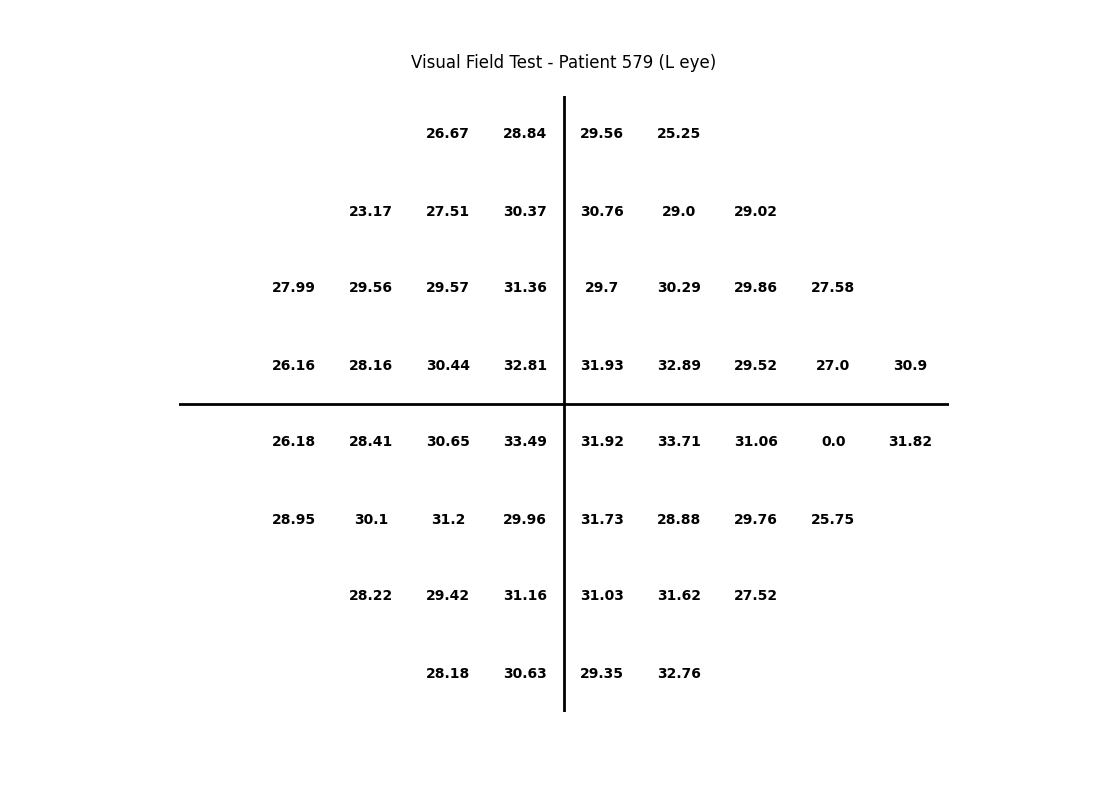 Visual Field Test - Patient 579 (L eye)
26.67 28.84 29.56 25.25
23.17 27.51 30.37 30.76 29.0 29.02
27.99 29.56 29.57 31.36 29.7 30.29 29.86 27.58
26.16 28.16 30.44 32.81 31.93 32.89 29.52 27.0 30.9
26.18 28.41 30.65 33.49 31.92 33.71 31.06 0.0 31.82
28.95 30.1 31.2 29.96 31.73 28.88 29.76 25.75
28.22 29.42 31.16 31.03 31.62 27.52
28.18 30.63 29.35 32.76